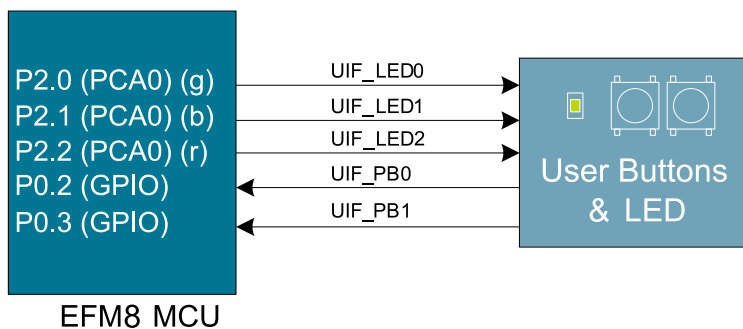 P2.0 (PCA0) (g)
P2.1 (PCA0) (b)
P2.2 (PCA0) (r)
P0.2 (GPIO)
P0.3 (GPIO)
UIF_LED0
UIF_LED1
UIF_LED2
UIF_PB0
UIF_PB1
User Buttons
& LED
EFM8 MCU